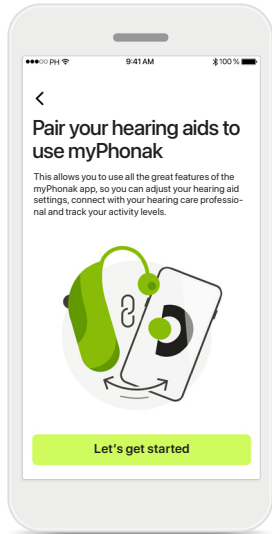 ●●●○○ PH 9:41 AM 100 %
Pair your hearing aids to
use myPhonak
This allows you to use all the great features of the
myPhonak app, so you can adjust your hearing aid
settings, connect with your hearing care professio-
nal and track your activity levels.
Let's get started